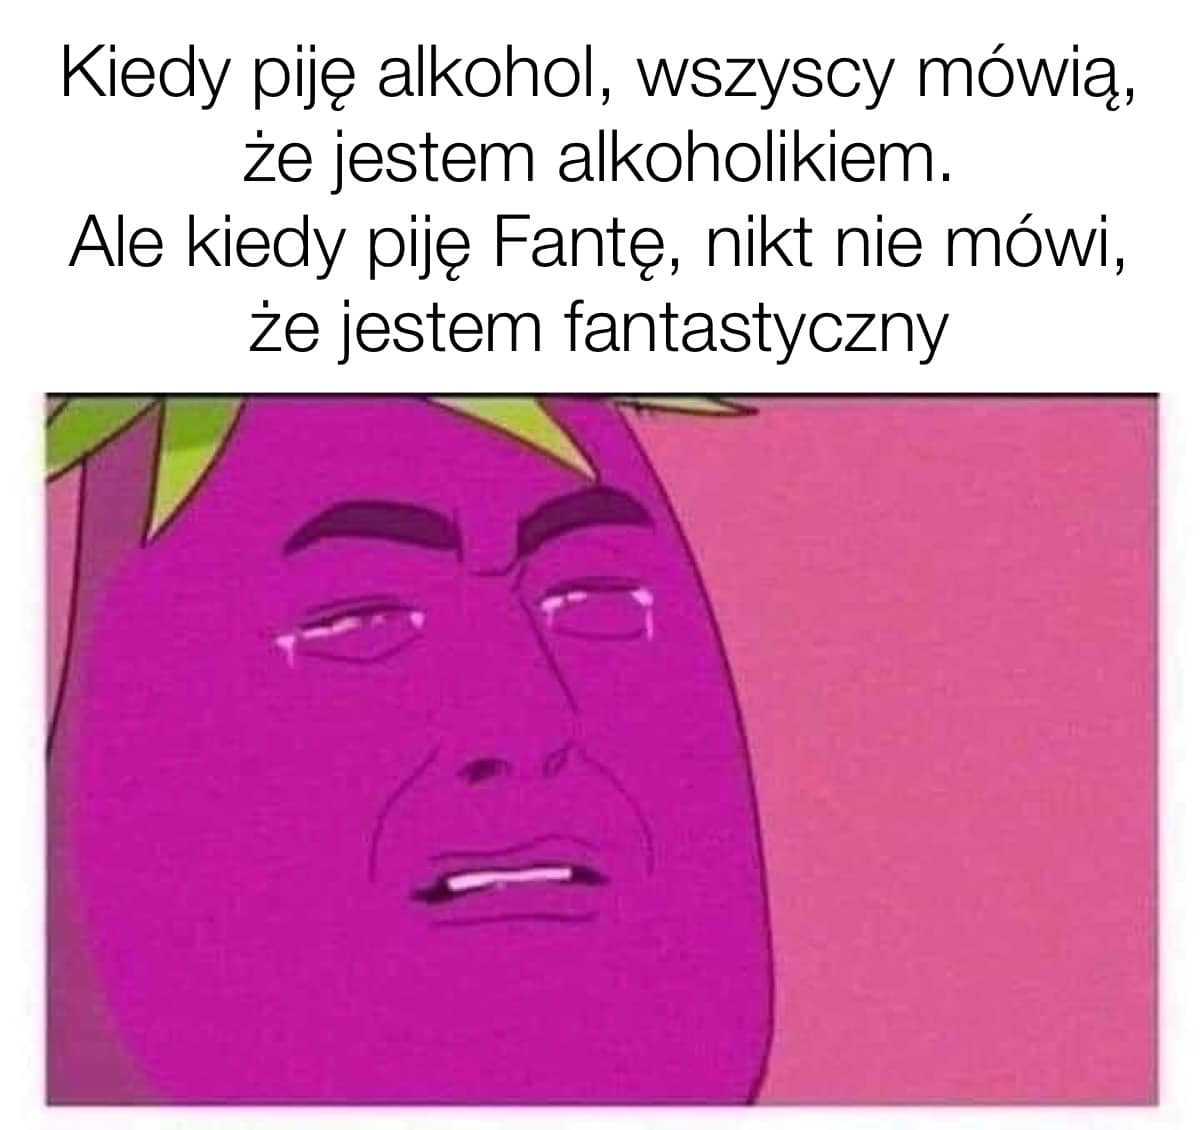 Kiedy piję alkohol, wszyscy mówią,
że jestem alkoholikiem.
Ale kiedy piję Fantę, nikt nie mówi,
że jestem fantastyczny